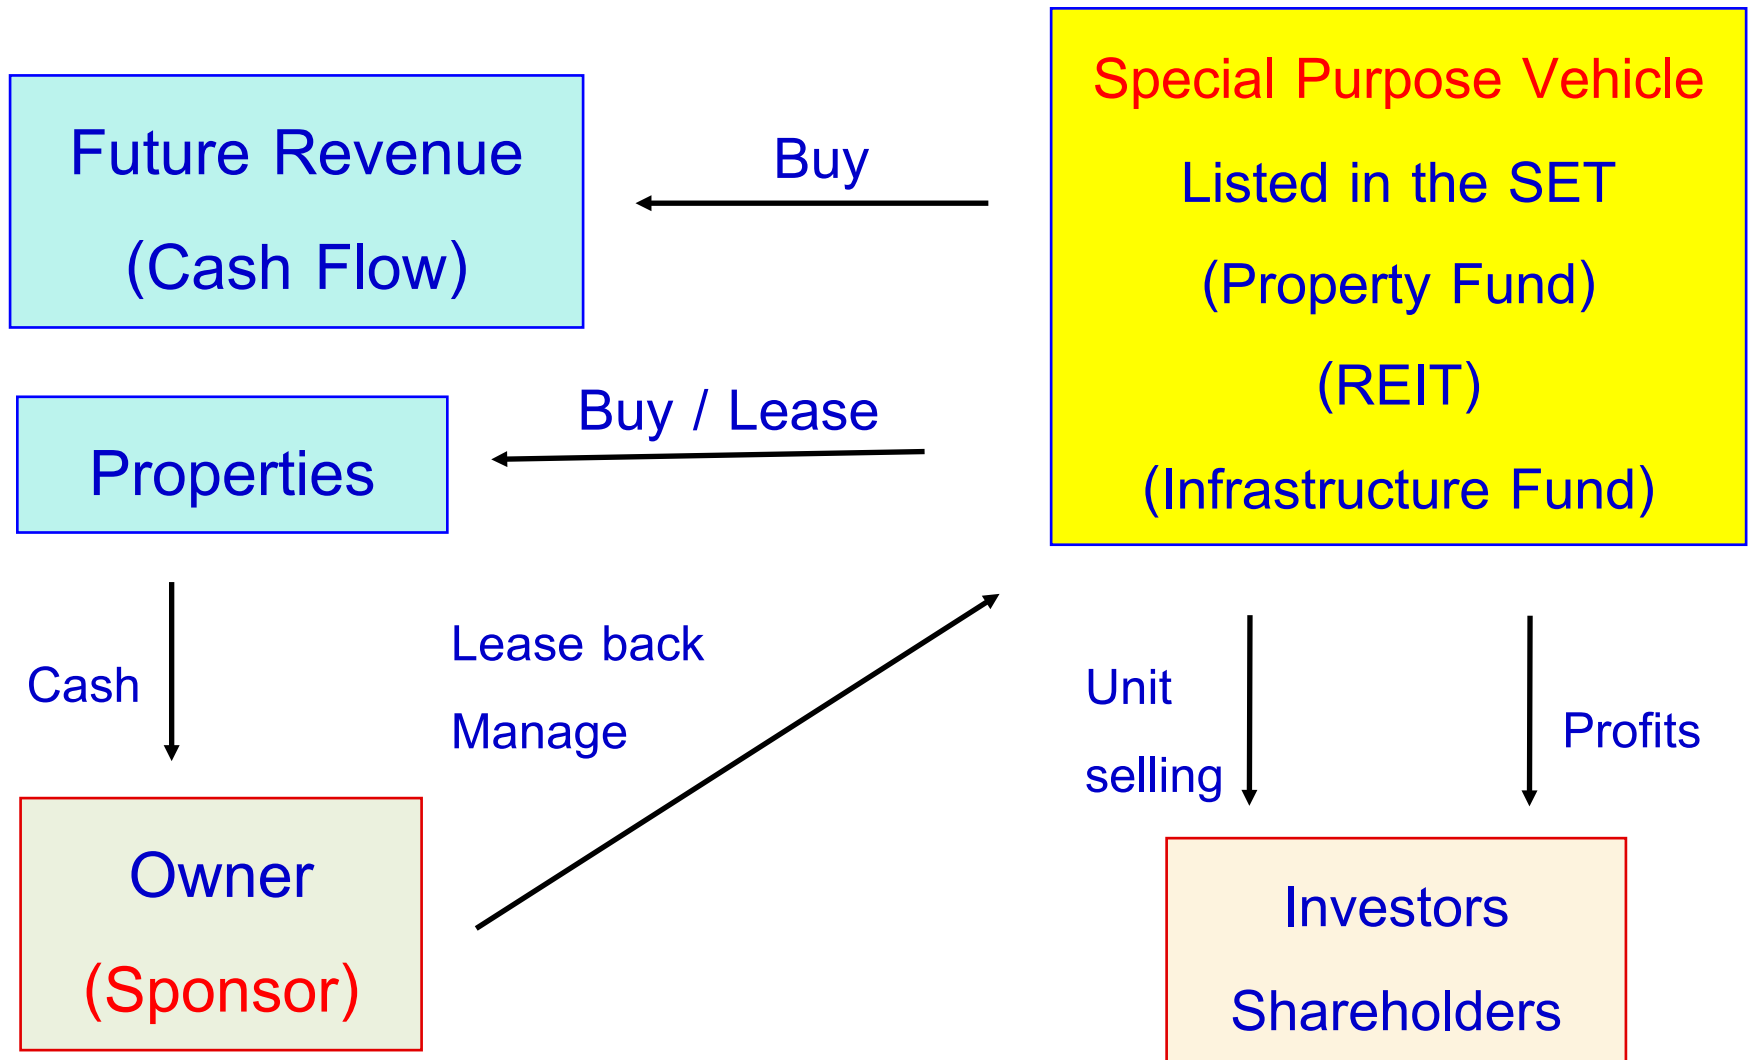 Special Purpose Vehicle
Listed in the SET
(Property Fund)
(REIT)
(Infrastructure Fund)
Future Revenue
(Cash Flow)
Buy
Buy / Lease
Properties
Cash
Lease back
Manage
Unit
selling
Profits
Owner
(Sponsor)
Investors
Shareholders